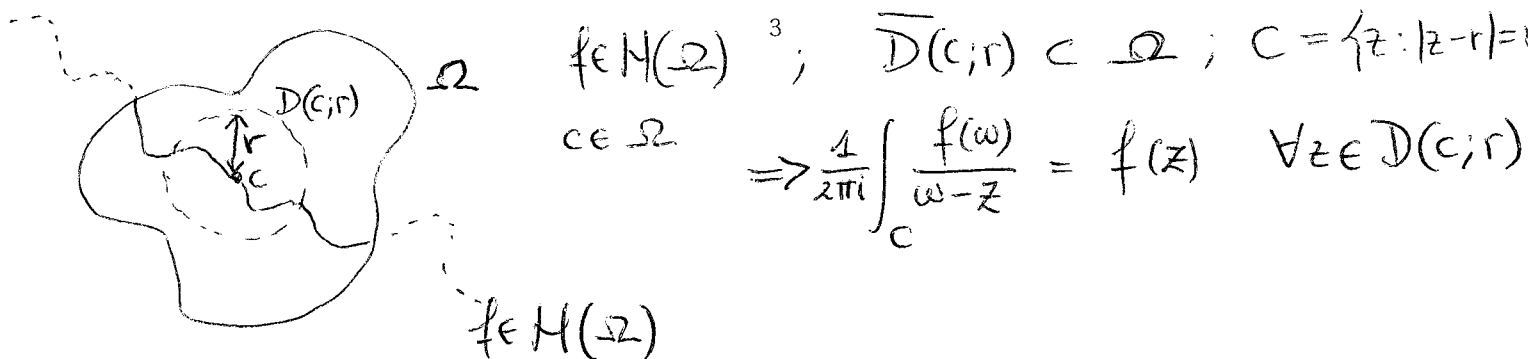 f∈H(Ω) 3 ; D̅(c;r) ⊂ Ω ; C = {z : |z-r|=
c∈Ω
⇒ 1/2πi ∫_C f(ω)/ω-z = f(z) ∀z∈D(c;r)
Ω
D(c;r)
r
c
f∈H(Ω)